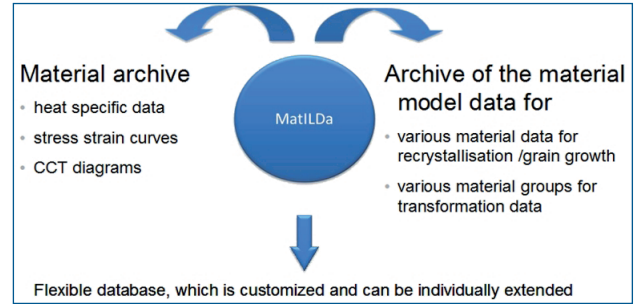 Material archive
• heat specific data
• stress strain curves
• CCT diagrams
MatILDa
Archive of the material
model data for
• various material data for
recrystallisation /grain growth
• various material groups for
transformation data
Flexible database, which is customized and can be individually extended